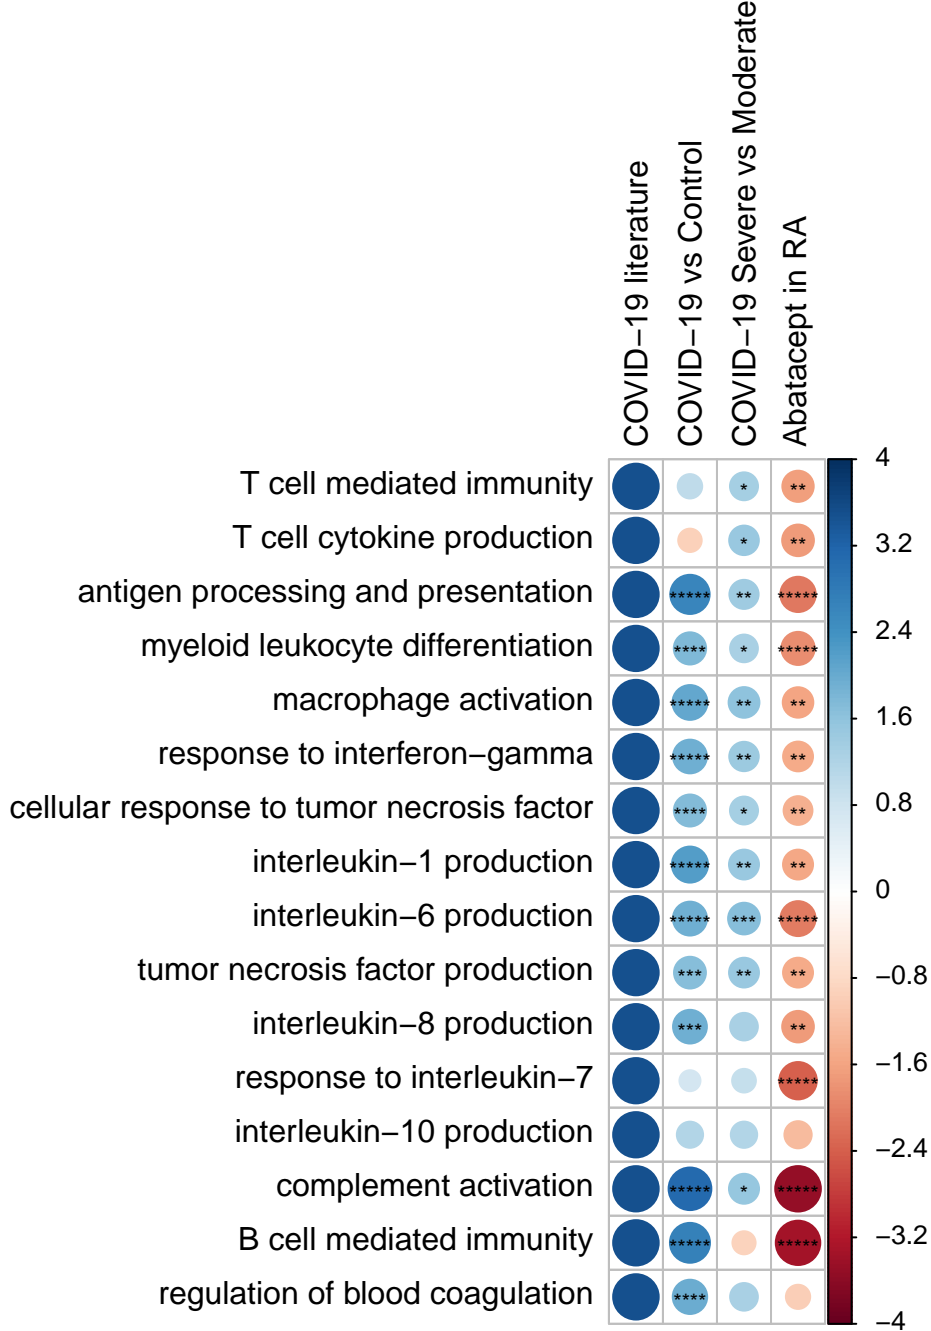 COVID−19 literature
COVID−19 vs Control
COVID−19 Severe vs Moderate
Abatacept in RA
T cell mediated immunity * **
T cell cytokine production * **
antigen processing and presentation ***** ** *****
myeloid leukocyte differentiation **** * *****
macrophage activation ***** ** **
response to interferon−gamma ***** ** **
cellular response to tumor necrosis factor **** * **
interleukin−1 production ***** ** **
interleukin−6 production ***** *** *****
tumor necrosis factor production *** ** **
interleukin−8 production *** **
response to interleukin−7 *****
interleukin−10 production
complement activation ***** * *****
B cell mediated immunity ***** *****
regulation of blood coagulation ****
4
3.2
2.4
1.6
0.8
0
−0.8
−1.6
−2.4
−3.2
−4